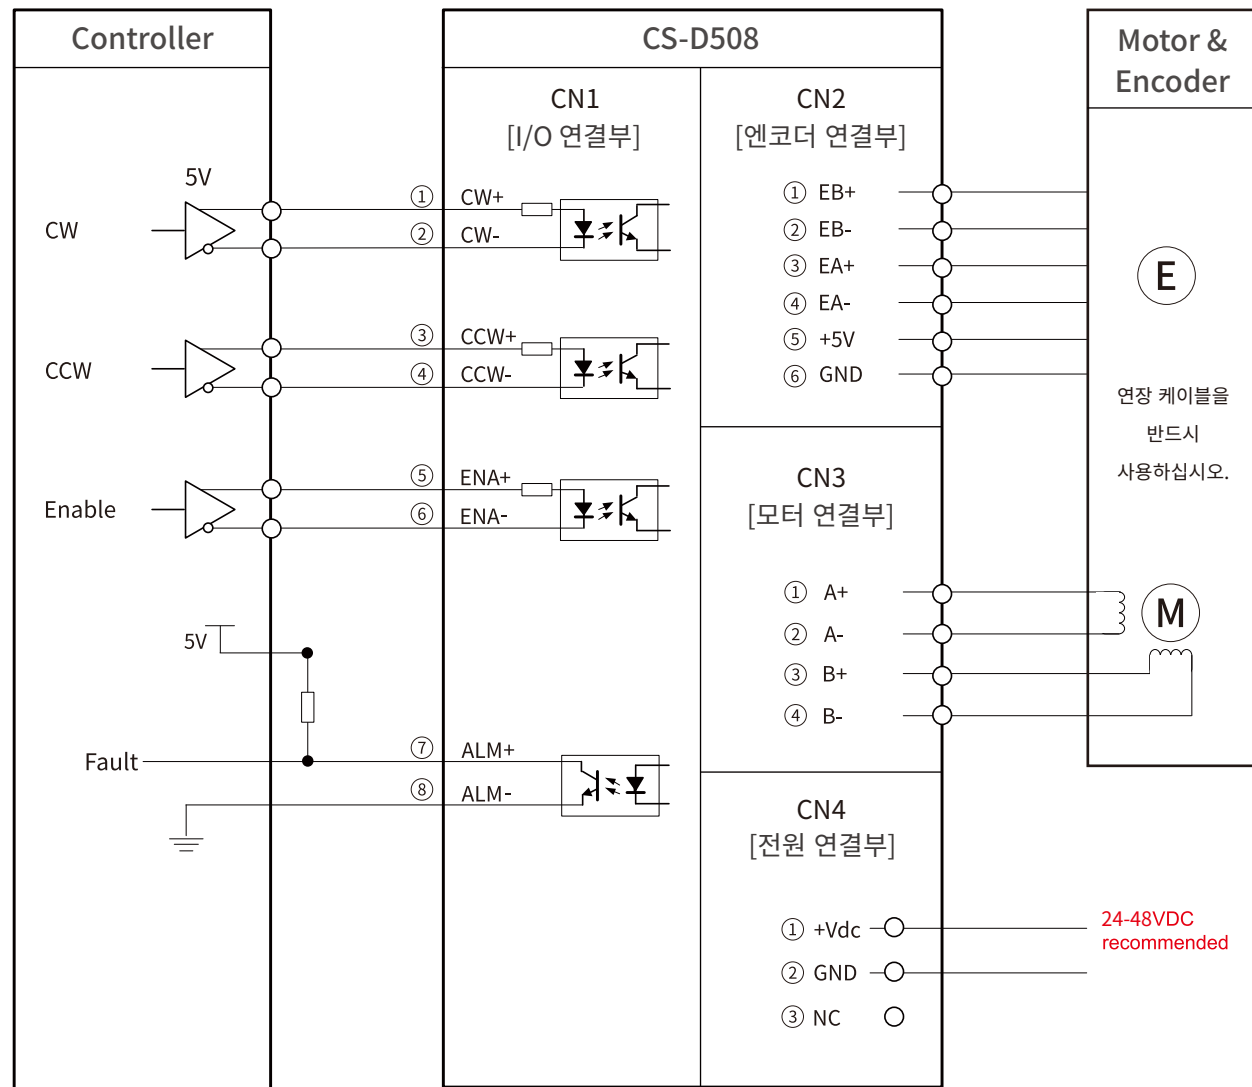 Controller
CW
5V
CCW
Enable
5V
Fault
CS-D508
CN1
[I/O 연결부]
① CW+
② CW-
③ CCW+
④ CCW-
⑤ ENA+
⑥ ENA-
⑦ ALM+
⑧ ALM-
CN2
[엔코더 연결부]
① EB+
② EB-
③ EA+
④ EA-
⑤ +5V
⑥ GND
CN3
[모터 연결부]
① A+
② A-
③ B+
④ B-
CN4
[전원 연결부]
① +Vdc
② GND
③ NC
Motor &
Encoder
E
연장 케이블을
반드시
사용하십시오.
M
24-48VDC
recommended